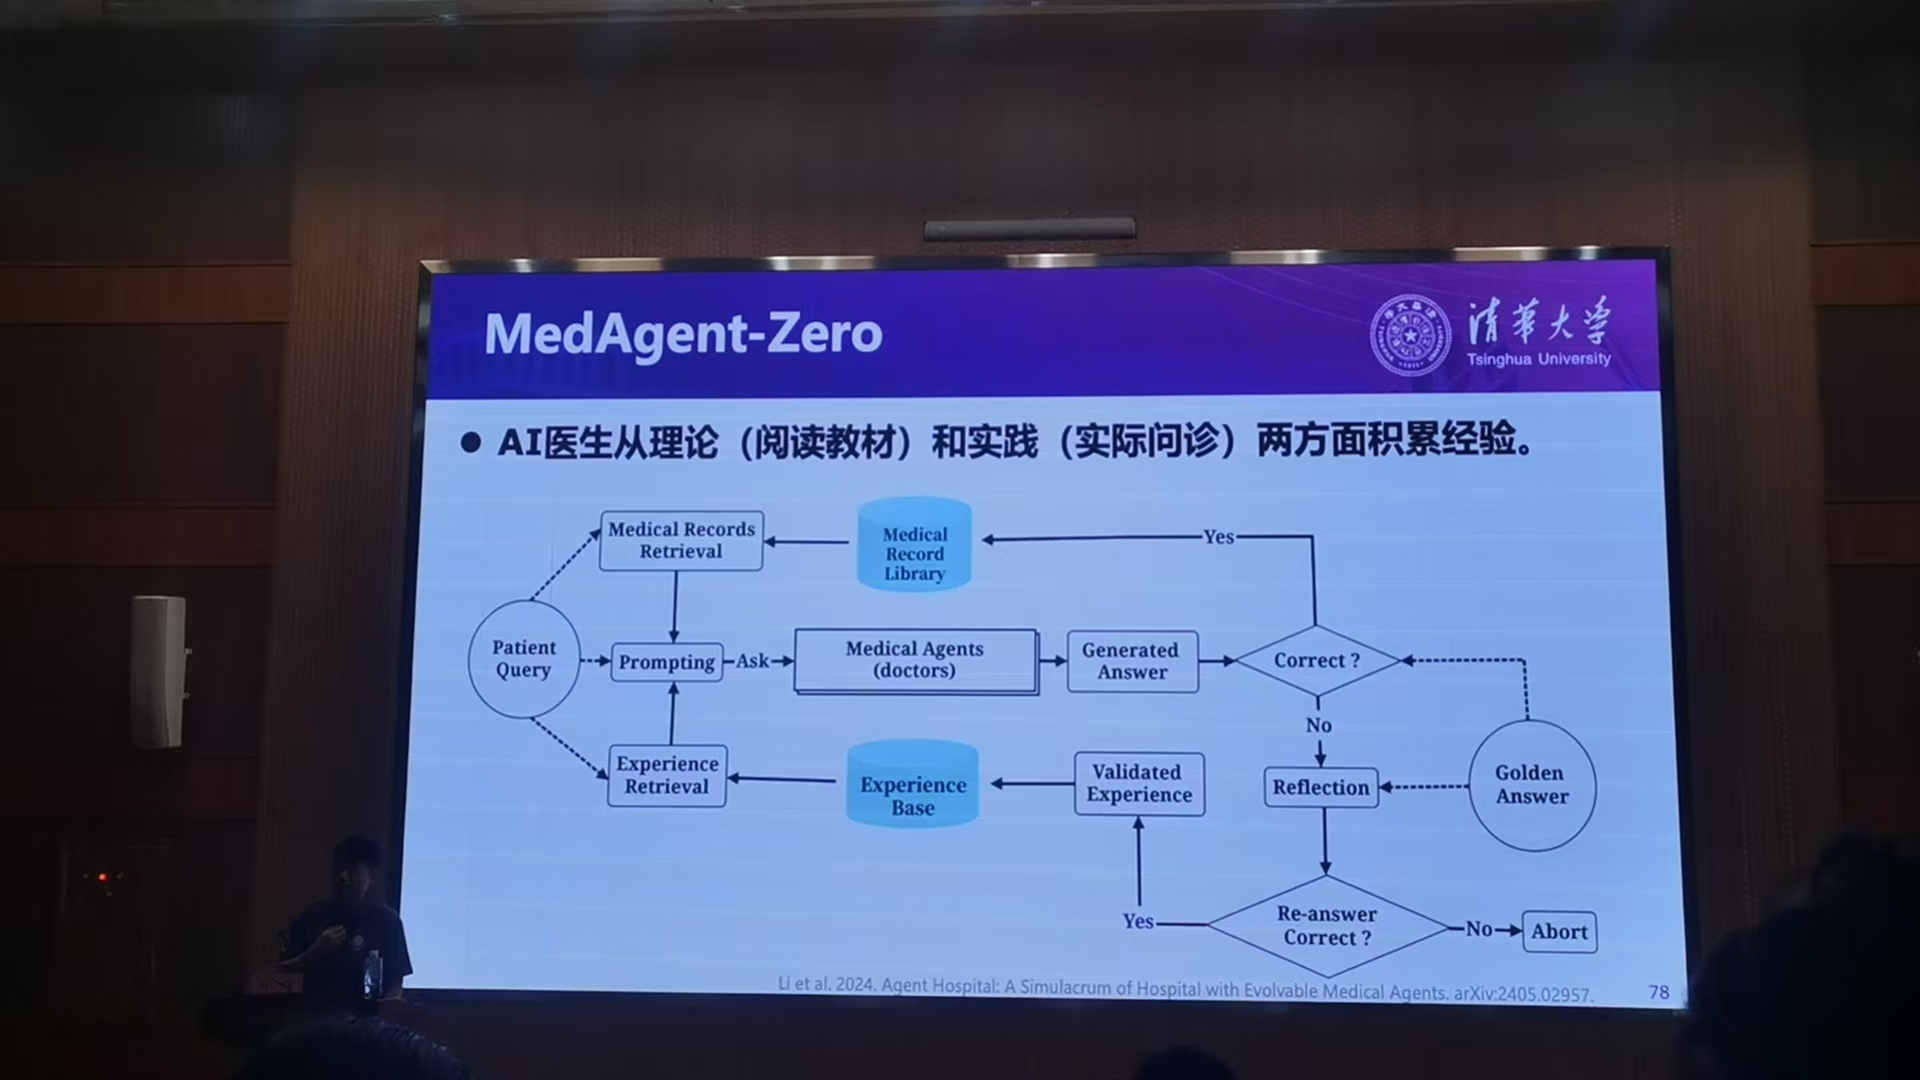 MedAgent-Zero
清华大学
Tsinghua University
● AI医生从理论（阅读教材）和实践（实际问诊）两方面积累经验。
Medical Records
Retrieval
Medical
Record
Library
Yes
Patient
Query
Prompting
Ask
Medical Agents
(doctors)
Generated
Answer
Correct ?
No
Experience
Retrieval
Experience
Base
Validated
Experience
Reflection
Golden
Answer
Yes
Re-answer
Correct ?
No
Abort
Li et al. 2024. Agent Hospital: A Simulacrum of Hospital with Evolvable Medical Agents. arXiv:2405.02957.
78